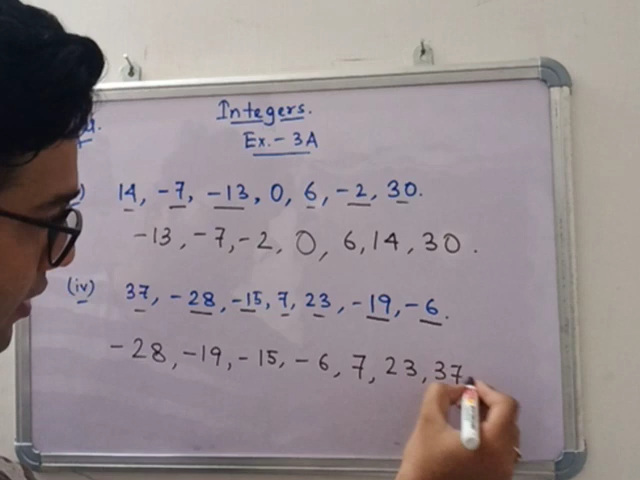 Integers.
Ex.- 3A
) 14, -7, -13, 0, 6, -2, 30.
-13, -7, -2, 0, 6, 14, 30.
(iv) 37, -28, -15, 7, 23, -19, -6.
-28, -19, -15, -6, 7, 23, 37